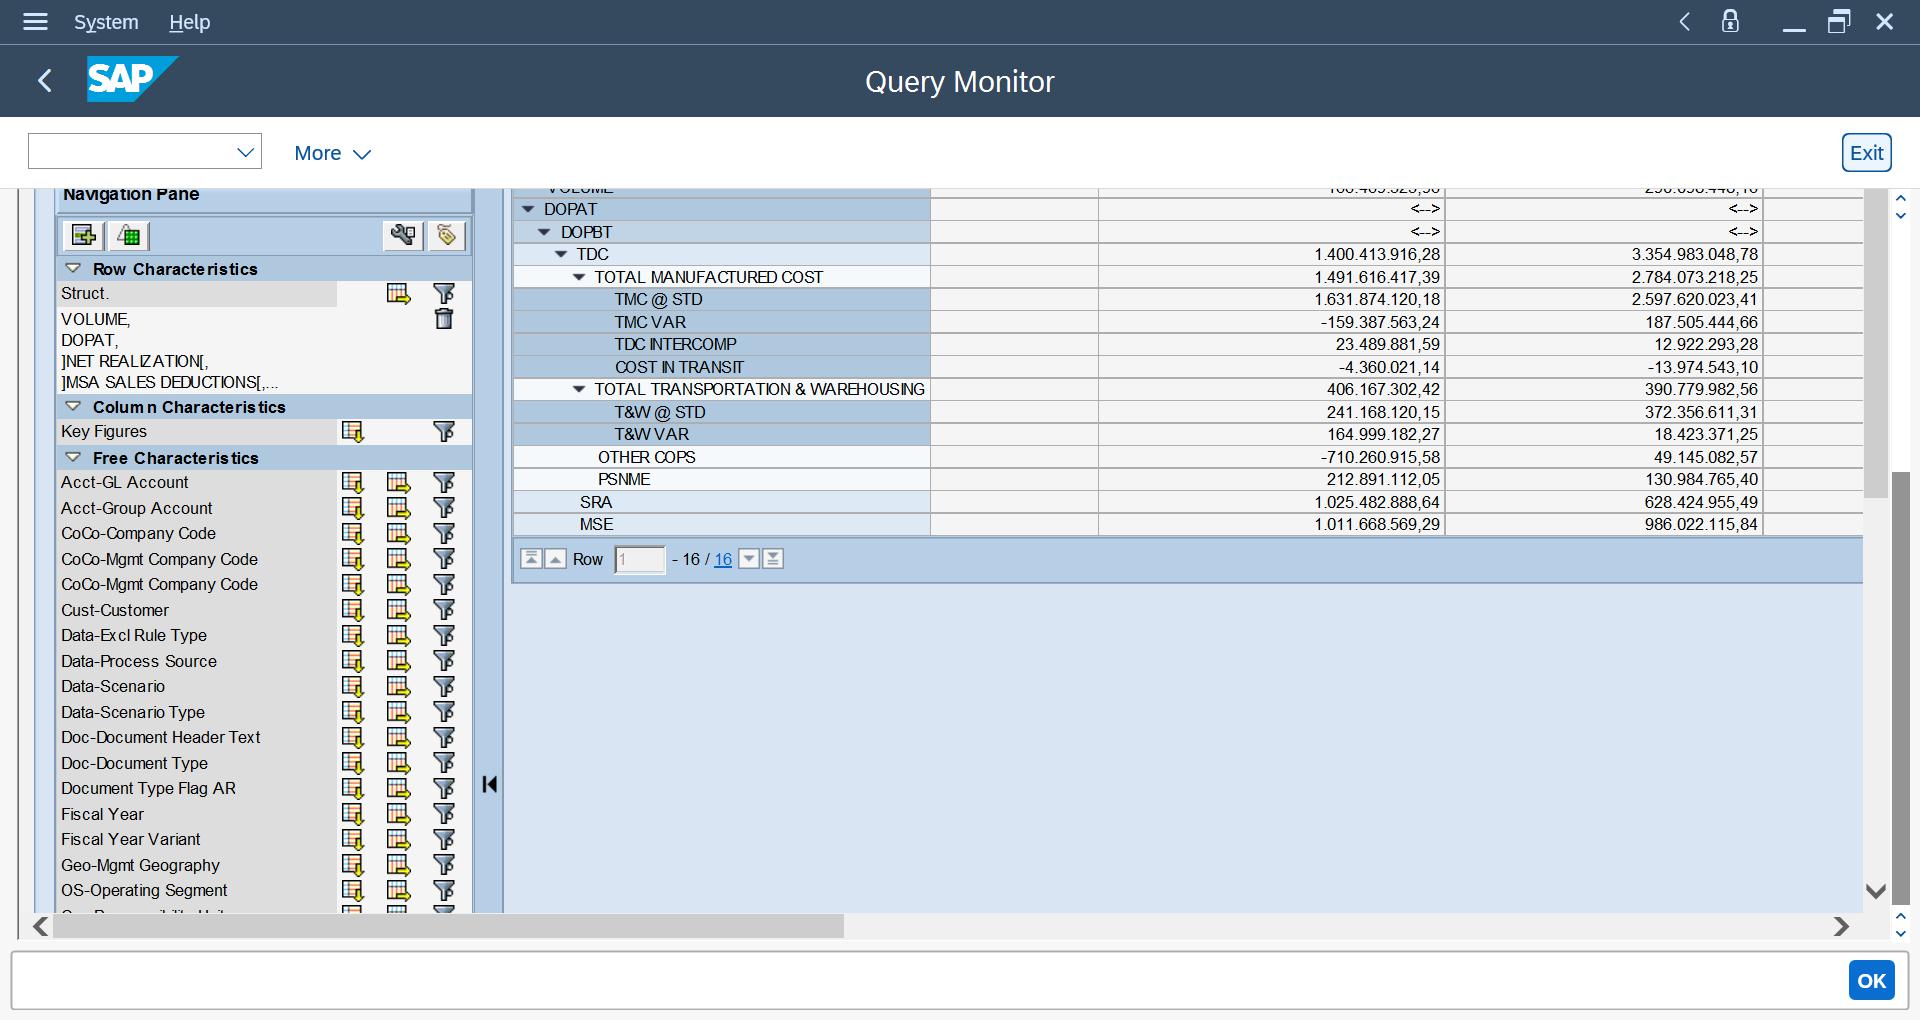 System Help
SAP
Query Monitor
More
Exit
Navigation Pane
Row Characteristics
Struct.
VOLUME,
DOPAT,
]NET REALIZATION[,
]MSA SALES DEDUCTIONS[,...
Column Characteristics
Key Figures
Free Characteristics
Acct-GL Account
Acct-Group Account
CoCo-Company Code
CoCo-Mgmt Company Code
CoCo-Mgmt Company Code
Cust-Customer
Data-Excl Rule Type
Data-Process Source
Data-Scenario
Data-Scenario Type
Doc-Document Header Text
Doc-Document Type
Document Type Flag AR
Fiscal Year
Fiscal Year Variant
Geo-Mgmt Geography
OS-Operating Segment
VOLUME
DOPAT <--> <-->
DOPBT <--> <-->
TDC 1.400.413.916,28 3.354.983.048,78
TOTAL MANUFACTURED COST 1.491.616.417,39 2.784.073.218,25
TMC @ STD 1.631.874.120,18 2.597.620.023,41
TMC VAR -159.387.563,24 187.505.444,66
TDC INTERCOMP 23.489.881,59 12.922.293,28
COST IN TRANSIT -4.360.021,14 -13.974.543,10
TOTAL TRANSPORTATION & WAREHOUSING 406.167.302,42 390.779.982,56
T&W @ STD 241.168.120,15 372.356.611,31
T&W VAR 164.999.182,27 18.423.371,25
OTHER COPS -710.260.915,58 49.145.082,57
PSNME 212.891.112,05 130.984.765,40
SRA 1.025.482.888,64 628.424.955,49
MSE 1.011.668.569,29 986.022.115,84
Row 1 - 16 / 16
OK